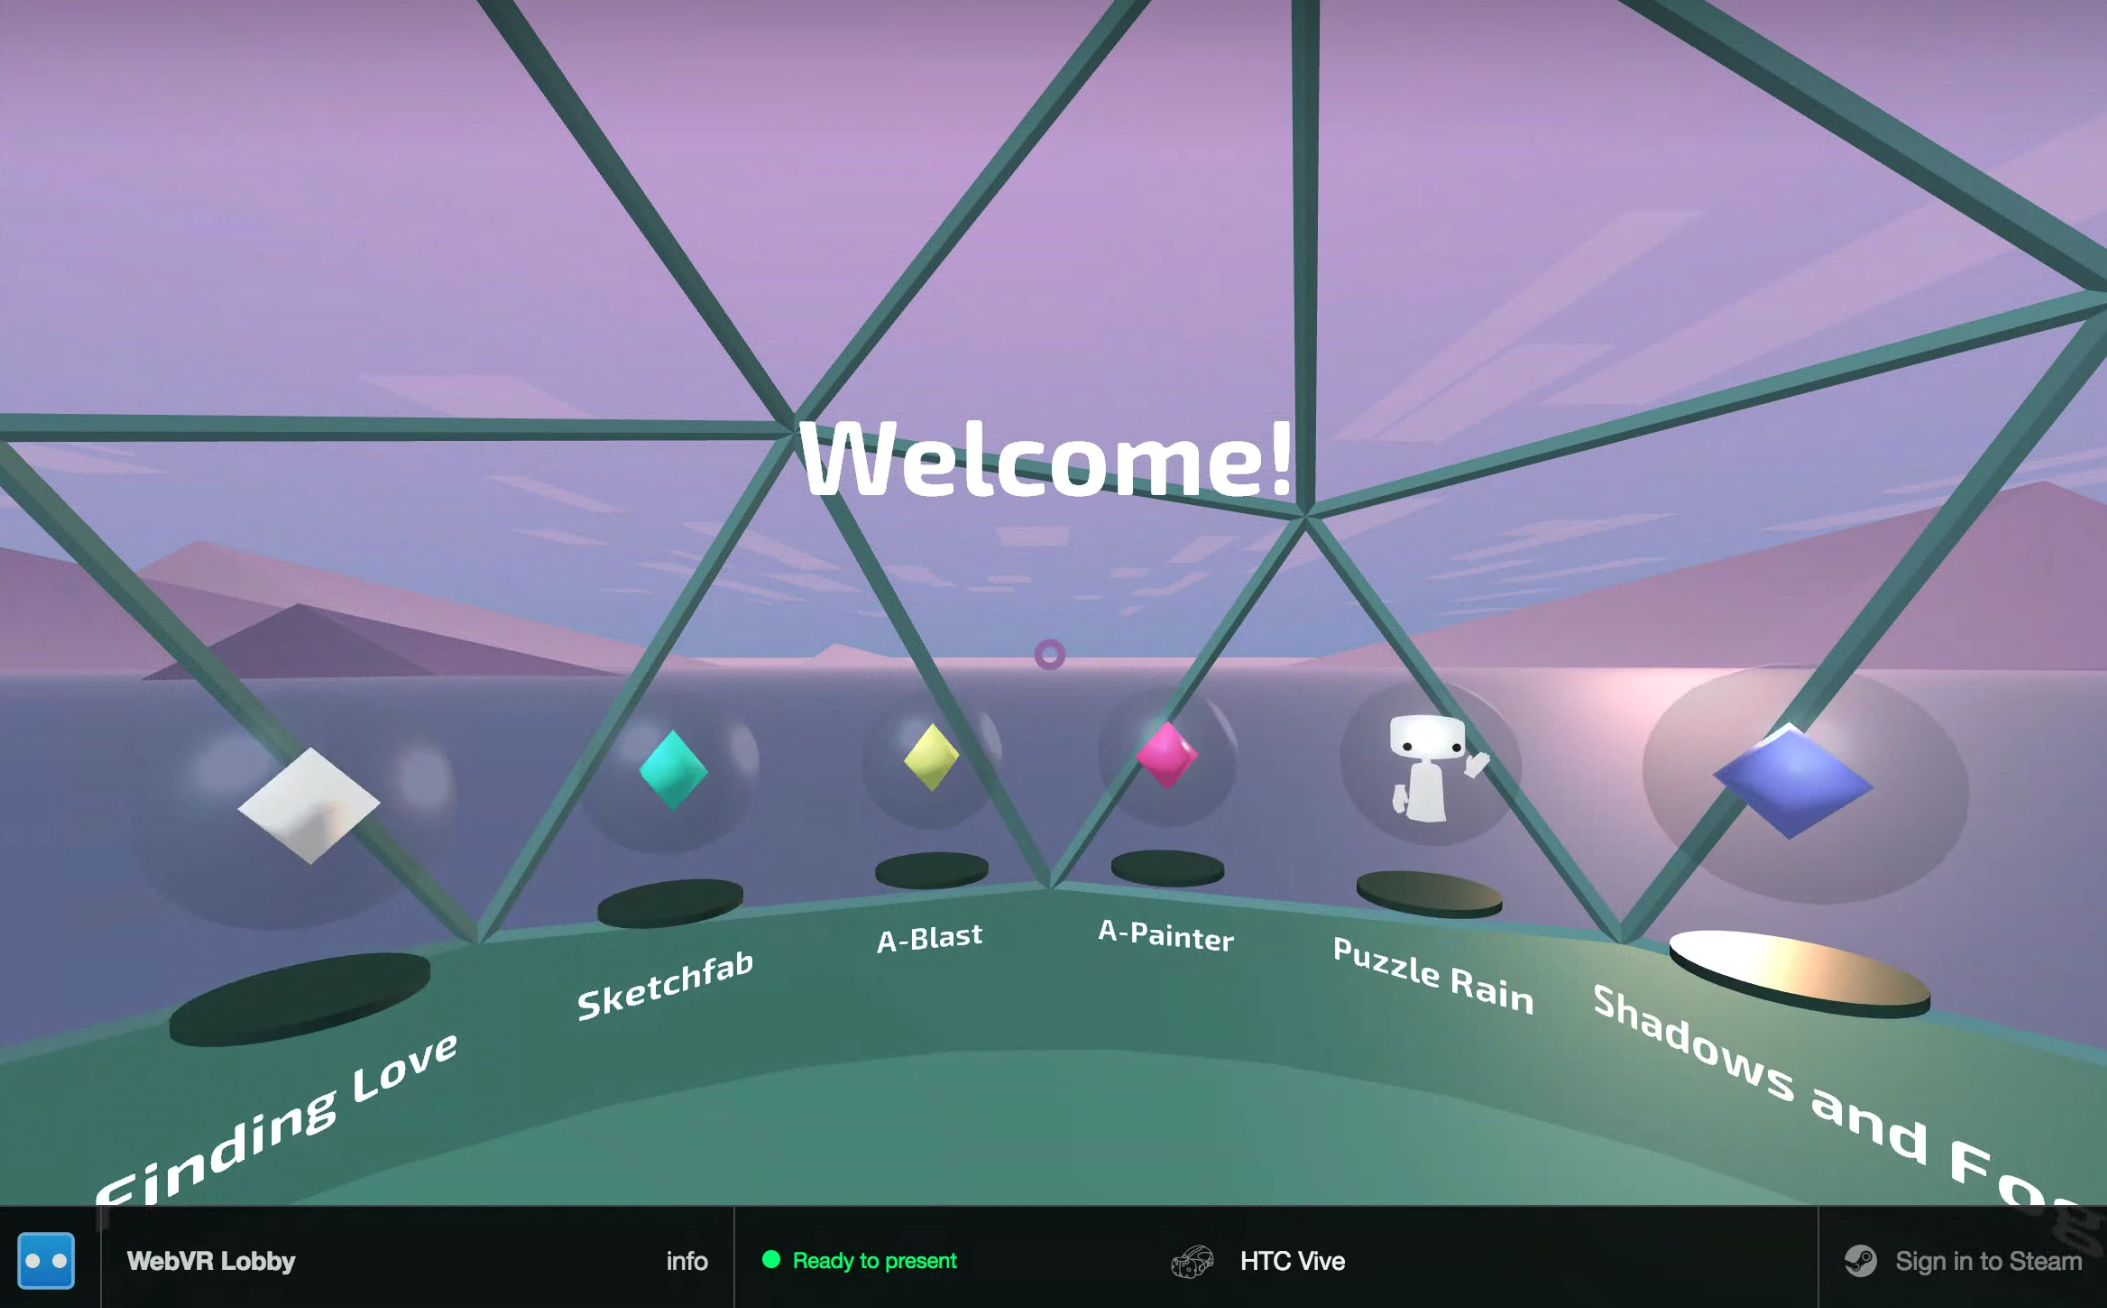 Welcome!
Finding Love
Sketchfab
A-Blast
A-Painter
Puzzle Rain
Shadows and Fog
WebVR Lobby
info
Ready to present
HTC Vive
Sign in to Steam